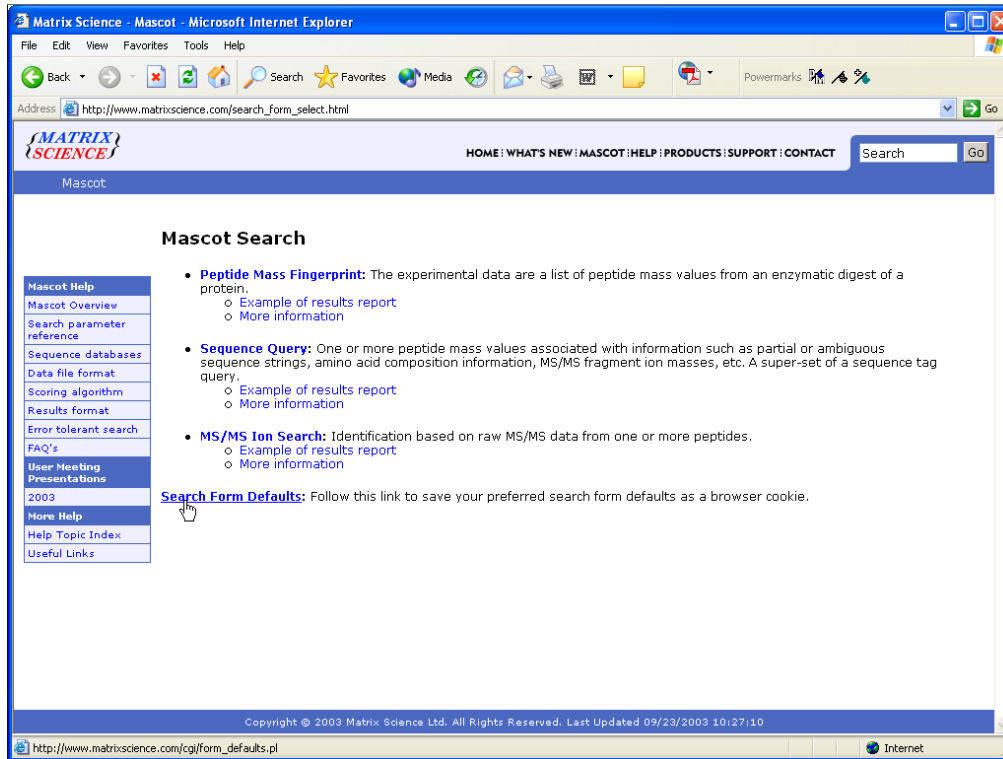 Matrix Science - Mascot - Microsoft Internet Explorer
File Edit View Favorites Tools Help
Back Search Favorites Media Powermarks
Address http://www.matrixscience.com/search_form_select.html Go
{MATRIX}
{SCIENCE}
HOME WHAT'S NEW MASCOT HELP PRODUCTS SUPPORT CONTACT Search Go
Mascot
Mascot Search
• Peptide Mass Fingerprint: The experimental data are a list of peptide mass values from an enzymatic digest of a
protein.
o Example of results report
o More information
• Sequence Query: One or more peptide mass values associated with information such as partial or ambiguous
sequence strings, amino acid composition information, MS/MS fragment ion masses, etc. A super-set of a sequence tag
query.
o Example of results report
o More information
• MS/MS Ion Search: Identification based on raw MS/MS data from one or more peptides.
o Example of results report
o More information
Search Form Defaults: Follow this link to save your preferred search form defaults as a browser cookie.
Mascot Help
Mascot Overview
Search parameter
reference
Sequence databases
Data file format
Scoring algorithm
Results format
Error tolerant search
FAQ's
User Meeting
Presentations
2003
More Help
Help Topic Index
Useful Links
Copyright © 2003 Matrix Science Ltd. All Rights Reserved. Last Updated 09/23/2003 10:27:10
http://www.matrixscience.com/cgi/form_defaults.pl Internet